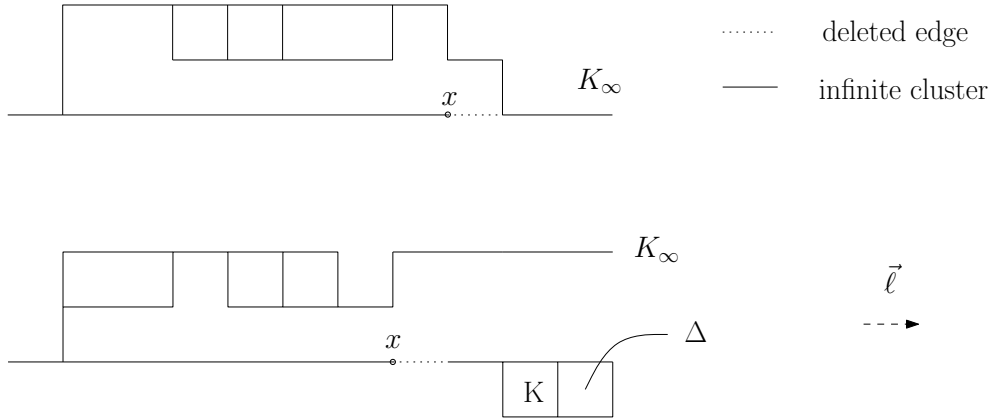 deleted edge
K∞
x
infinite cluster
K∞
ℓ⃗
x
Δ
K